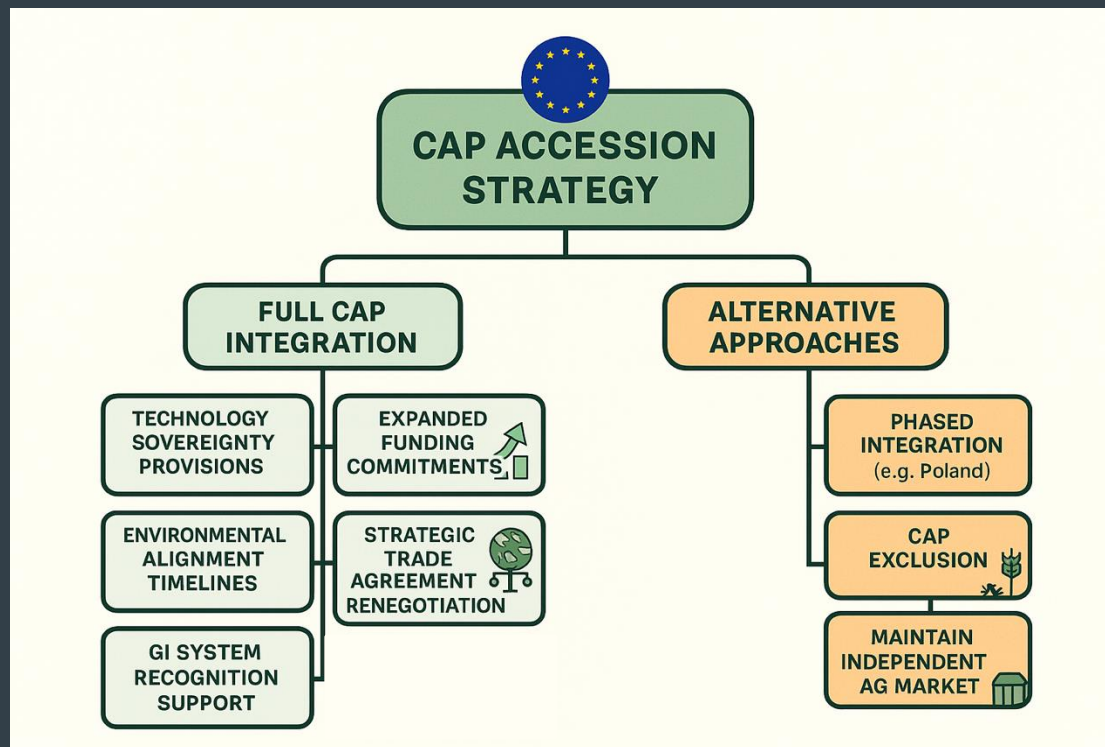 CAP ACCESSION
STRATEGY
FULL CAP
INTEGRATION
TECHNOLOGY
SOVEREIGNTY
PROVISIONS
EXPANDED
FUNDING
COMMITMENTS
ENVIRONMENTAL
ALIGNMENT
TIMELINES
STRATEGIC
TRADE
AGREEMENT
RENEGOTIATION
GI SYSTEM
RECOGNITION
SUPPORT
ALTERNATIVE
APPROACHES
PHASED
INTEGRATION
(e.g. Poland)
CAP
EXCLUSION
MAINTAIN
INDEPENDENT
AG MARKET